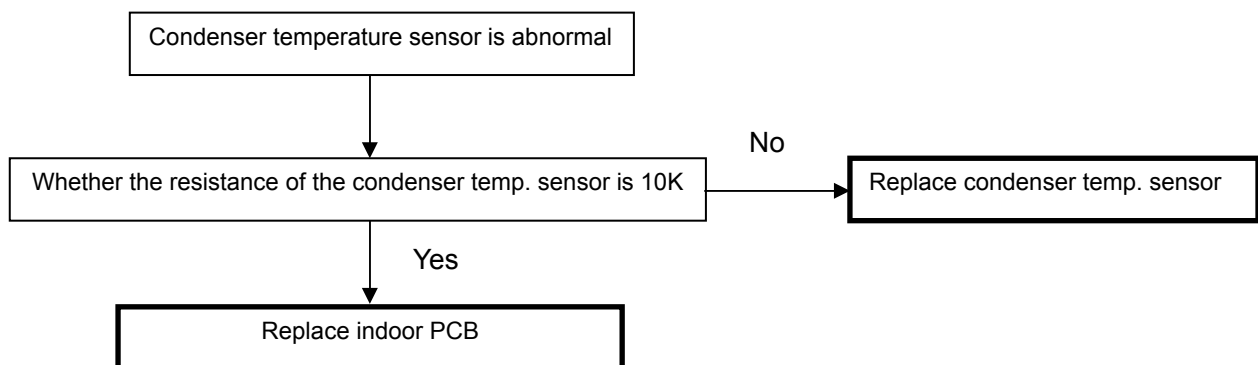 Condenser temperature sensor is abnormal
No
Whether the resistance of the condenser temp. sensor is 10K
Replace condenser temp. sensor
Yes
Replace indoor PCB